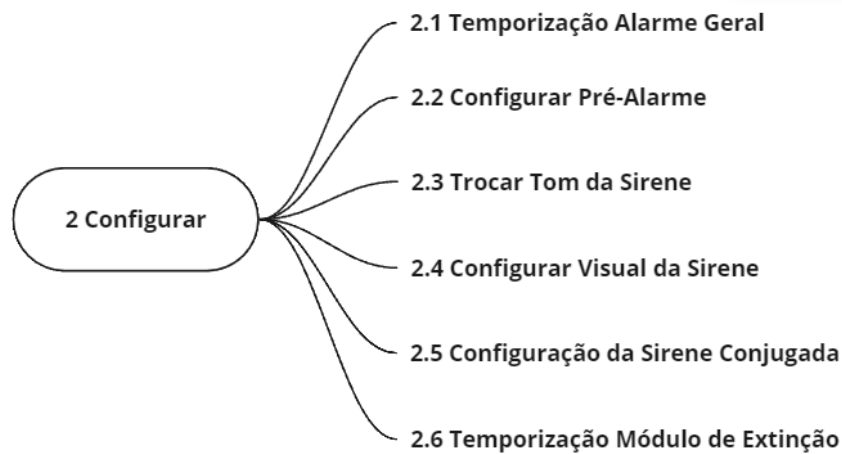 2.1 Temporização Alarme Geral
2.2 Configurar Pré-Alarme
2.3 Trocar Tom da Sirene
2 Configurar
2.4 Configurar Visual da Sirene
2.5 Configuração da Sirene Conjugada
2.6 Temporização Módulo de Extinção